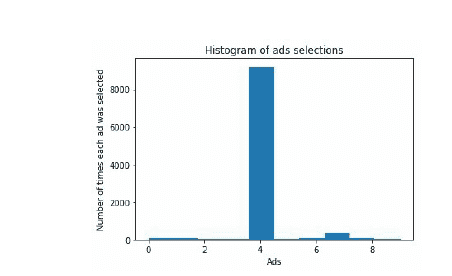 Histogram of ads selections
Number of times each ad was selected
8000
6000
4000
2000
0
0 2 4 6 8
Ads